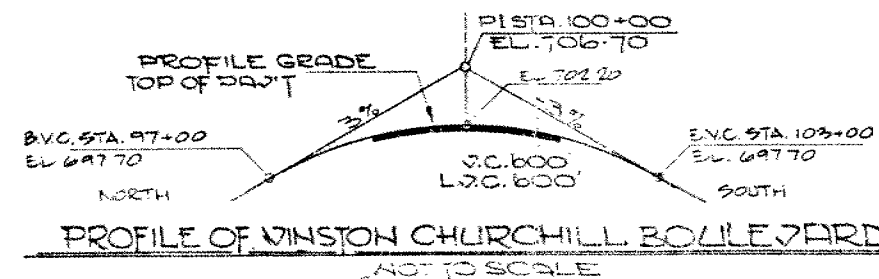 P.I STA. 100+00
EL. 706.70
PROFILE GRADE
TOP OF PAV'T
EL 702 20
3%
-3%
B.V.C. STA. 97+00
EL 697 70
E.V.C. STA. 103+00
EL. 697 70
V.C. 600'
L.V.C. 600'
NORTH
SOUTH
PROFILE OF WINSTON CHURCHILL BOULEVARD
NOT TO SCALE